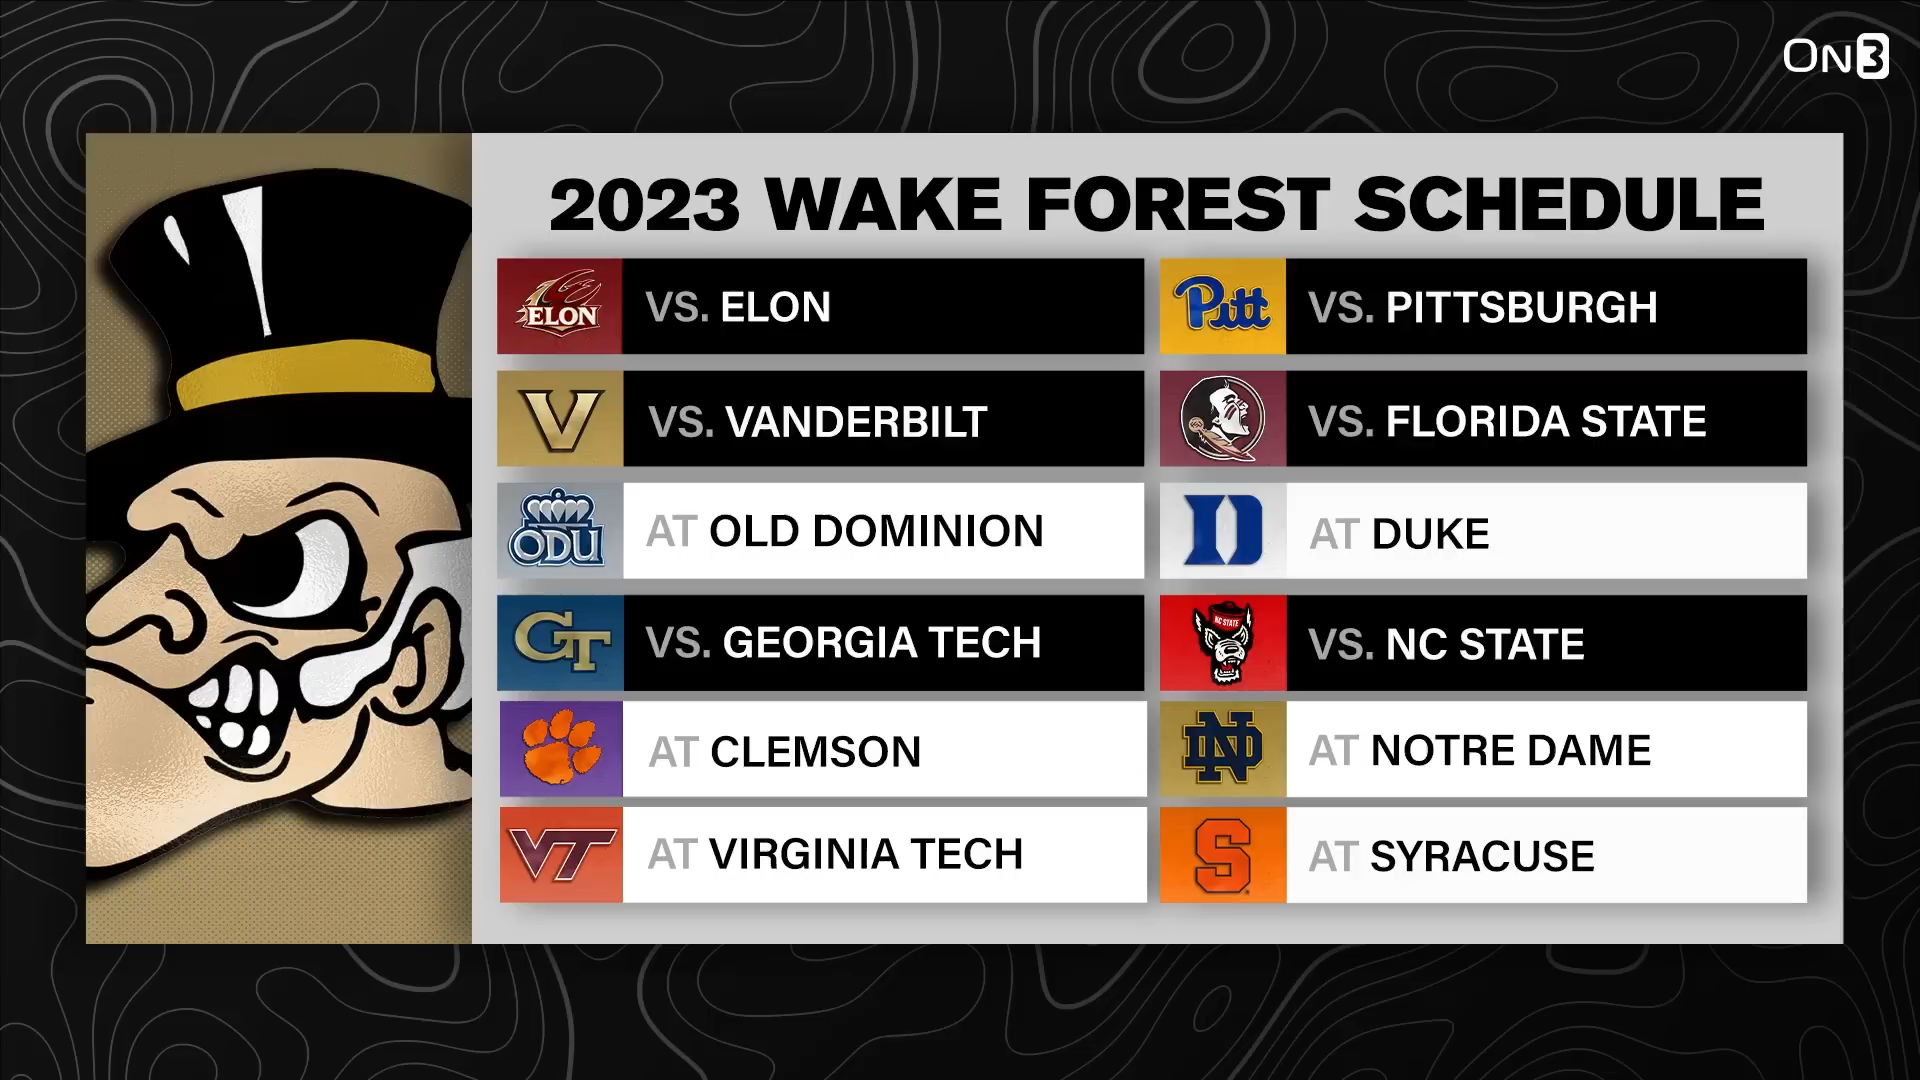 ON3
2023 WAKE FOREST SCHEDULE
ELON
VS. ELON
V
VS. VANDERBILT
ODU
AT OLD DOMINION
GT
VS. GEORGIA TECH
AT CLEMSON
VT
AT VIRGINIA TECH
Pitt
VS. PITTSBURGH
VS. FLORIDA STATE
D
AT DUKE
NC STATE
VS. NC STATE
ND
AT NOTRE DAME
S
AT SYRACUSE